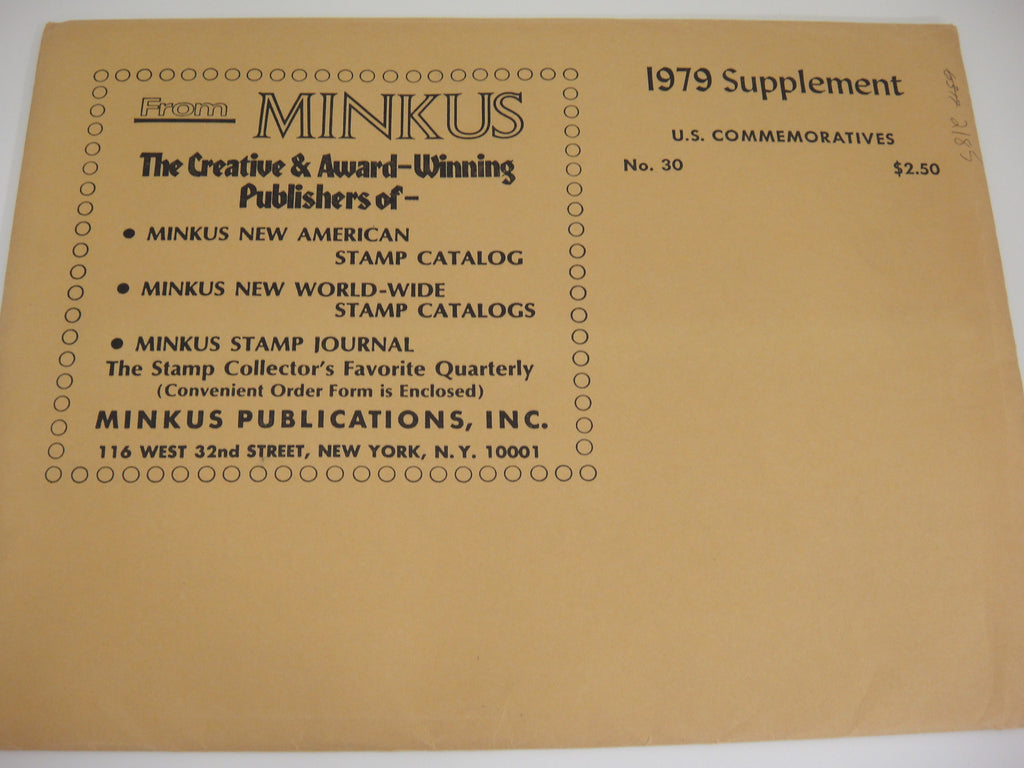 From MINKUS
The Creative & Award-Winning
Publishers of-
• MINKUS NEW AMERICAN
STAMP CATALOG
• MINKUS NEW WORLD-WIDE
STAMP CATALOGS
• MINKUS STAMP JOURNAL
The Stamp Collector's Favorite Quarterly
(Convenient Order Form is Enclosed)
MINKUS PUBLICATIONS, INC.
116 WEST 32nd STREET, NEW YORK, N.Y. 10001
1979 Supplement
U.S. COMMEMORATIVES
No. 30 $2.50